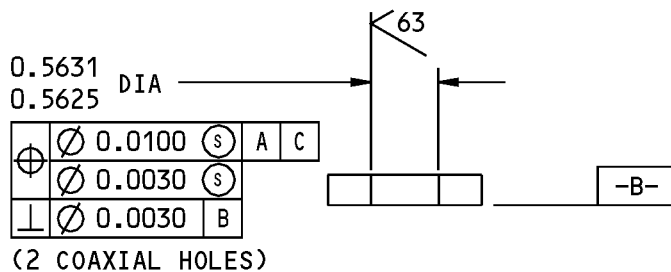 63
0.5631
0.5625 DIA
⌖ ⌀ 0.0100 Ⓢ A C
⌀ 0.0030 Ⓢ
⊥ ⌀ 0.0030 B
-B-
(2 COAXIAL HOLES)